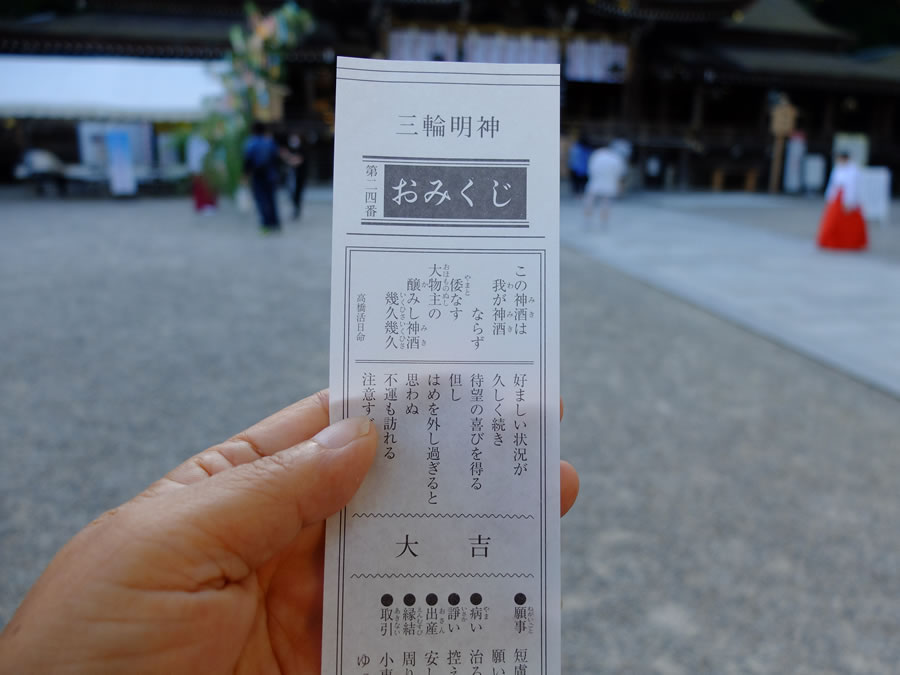 三輪明神
第二四番
おみくじ
この神酒は
我が神酒
ならず
倭なす
大物主の
醸みし神酒
幾久幾久
高橋活日命
好ましい状況が
久しく続き
待望の喜びを得る
但し
はめを外し過ぎると
思わぬ
不運も訪れる
注意す
大吉
●願事 短慮
願い
●病い 治
●諍い 控
●出産 安し
●縁結 周り
●取引 小
ゆ